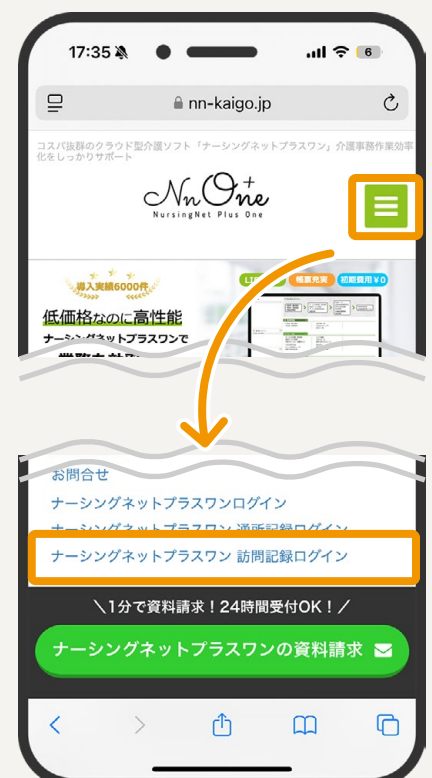 17:35
6
nn-kaigo.jp
コスパ抜群のクラウド型介護ソフト「ナーシングネットプラスワン」介護事務作業効率
化をしっかりサポート
NnOne+
NursingNet Plus One
導入実績6000件
帳票充実
初期費用¥0
低価格なのに高性能
ナーシングネットプラスワンで
お問合せ
ナーシングネットプラスワンログイン
ナーシングネットプラスワン 通所記録ログイン
ナーシングネットプラスワン 訪問記録ログイン
\1分で資料請求!24時間受付OK!/
ナーシングネットプラスワンの資料請求